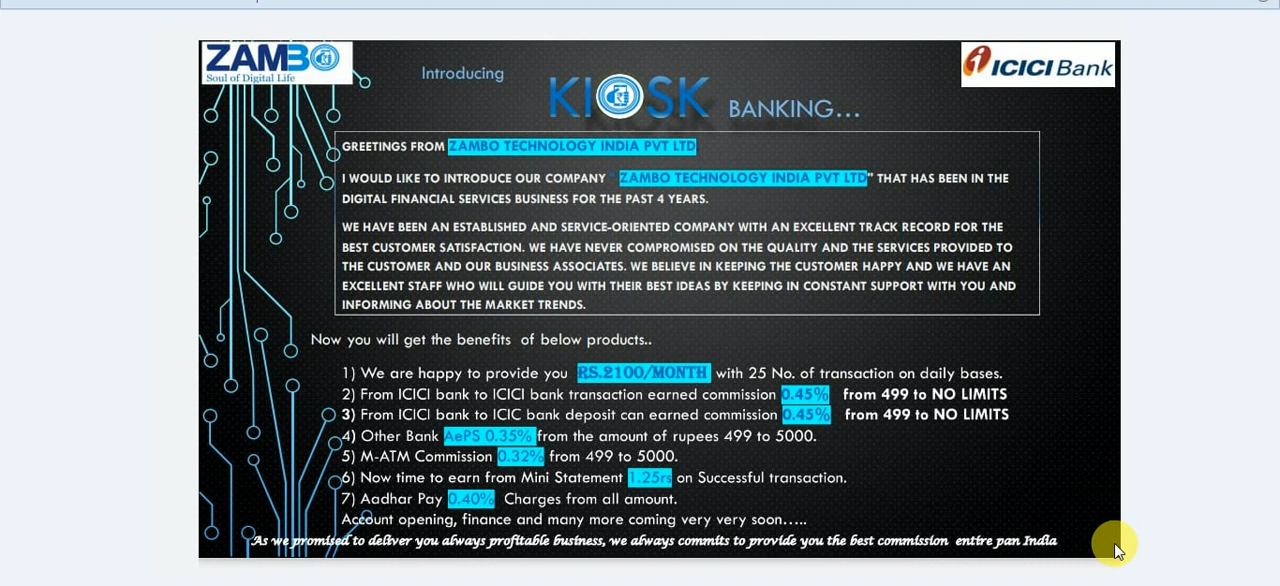 ZAMBO
Soul of Digital Life
Introducing
KIOSK BANKING...
ICICI Bank
GREETINGS FROM ZAMBO TECHNOLOGY INDIA PVT LTD
I WOULD LIKE TO INTRODUCE OUR COMPANY " ZAMBO TECHNOLOGY INDIA PVT LTD" THAT HAS BEEN IN THE
DIGITAL FINANCIAL SERVICES BUSINESS FOR THE PAST 4 YEARS.
WE HAVE BEEN AN ESTABLISHED AND SERVICE-ORIENTED COMPANY WITH AN EXCELLENT TRACK RECORD FOR THE
BEST CUSTOMER SATISFACTION. WE HAVE NEVER COMPROMISED ON THE QUALITY AND THE SERVICES PROVIDED TO
THE CUSTOMER AND OUR BUSINESS ASSOCIATES. WE BELIEVE IN KEEPING THE CUSTOMER HAPPY AND WE HAVE AN
EXCELLENT STAFF WHO WILL GUIDE YOU WITH THEIR BEST IDEAS BY KEEPING IN CONSTANT SUPPORT WITH YOU AND
INFORMING ABOUT THE MARKET TRENDS.
Now you will get the benefits of below products..
1) We are happy to provide you RS.2100/MONTH with 25 No. of transaction on daily bases.
2) From ICICI bank to ICICI bank transaction earned commission 0.45% from 499 to NO LIMITS
3) From ICICI bank to ICIC bank deposit can earned commission 0.45% from 499 to NO LIMITS
4) Other Bank AePS 0.35% from the amount of rupees 499 to 5000.
5) M-ATM Commission 0.32% from 499 to 5000.
6) Now time to earn from Mini Statement 1.25rs on Successful transaction.
7) Aadhar Pay 0.40% Charges from all amount.
Account opening, finance and many more coming very very soon.....
As we promised to deliver you always profitable business, we always commits to provide you the best commission entire pan India